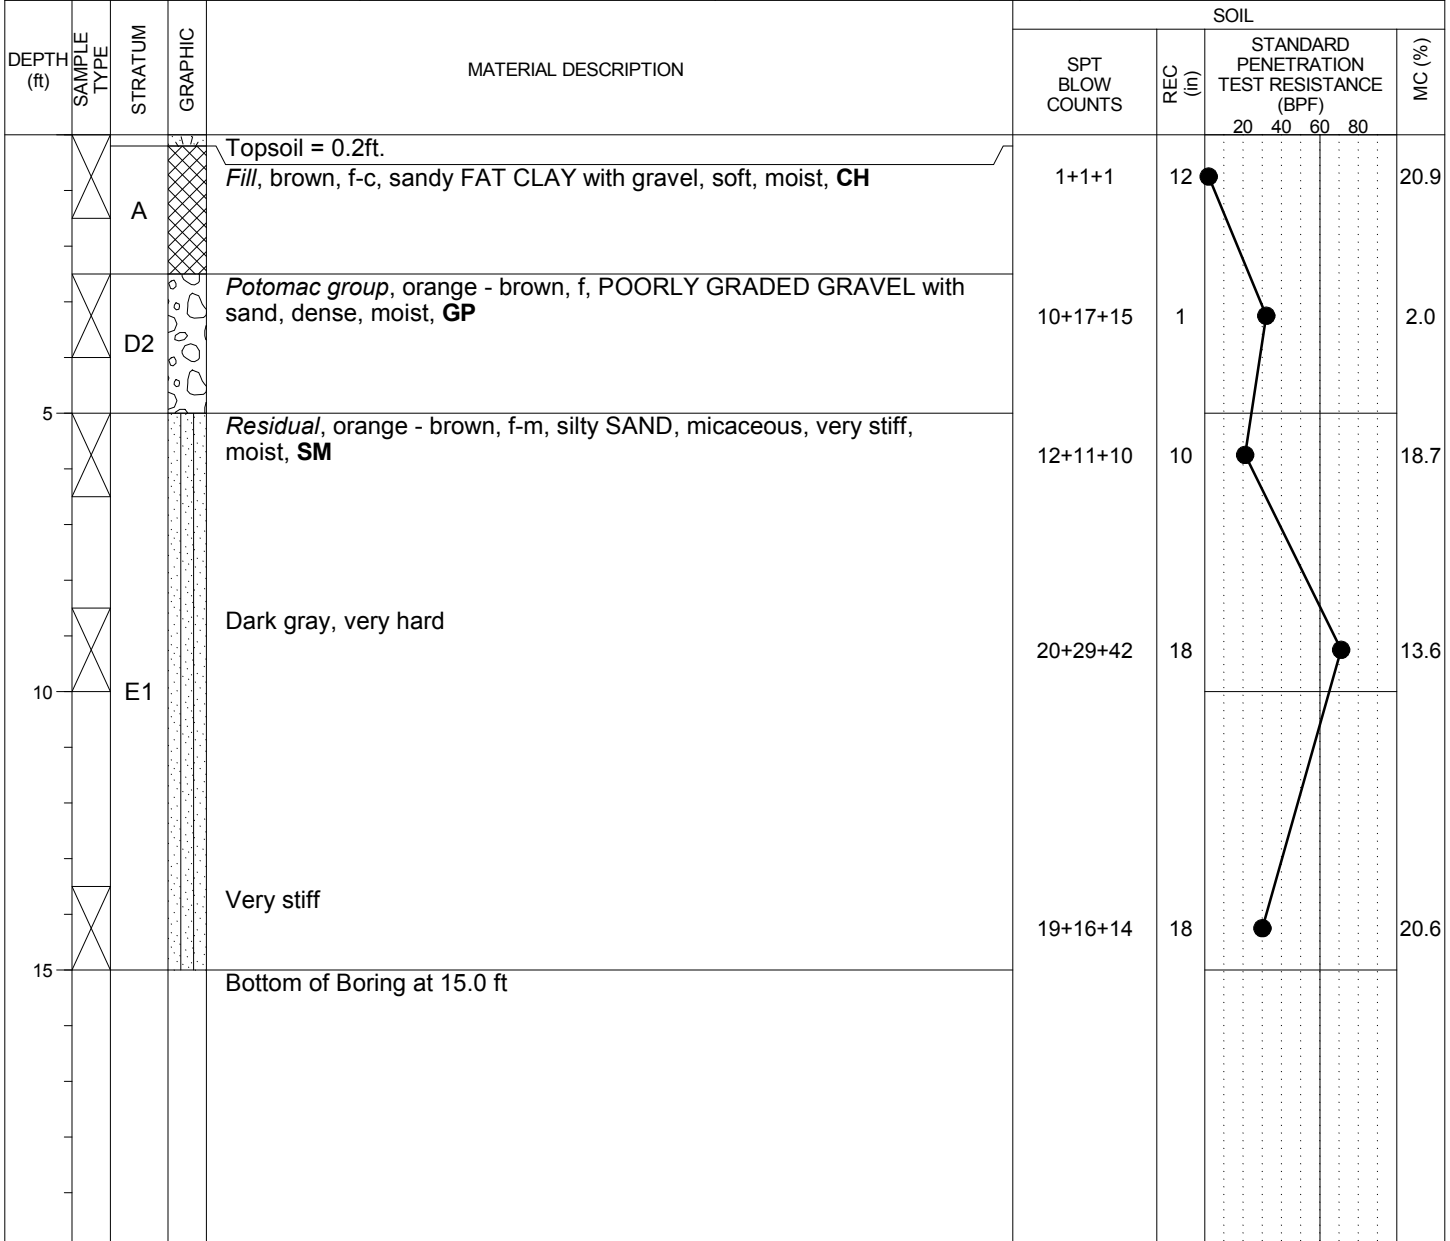 SOIL
DEPTH
(ft)
SAMPLE
TYPE
STRATUM
GRAPHIC
MATERIAL DESCRIPTION
SPT
BLOW
COUNTS
REC
(in)
STANDARD
PENETRATION
TEST RESISTANCE
(BPF)
20 40 60 80
MC (%)
Topsoil = 0.2ft.
A
Fill, brown, f-c, sandy FAT CLAY with gravel, soft, moist, CH
1+1+1 12 20.9
D2
Potomac group, orange - brown, f, POORLY GRADED GRAVEL with
sand, dense, moist, GP
10+17+15 1 2.0
5
Residual, orange - brown, f-m, silty SAND, micaceous, very stiff,
moist, SM
12+11+10 10 18.7
Dark gray, very hard
20+29+42 18 13.6
10
E1
Very stiff
19+16+14 18 20.6
15
Bottom of Boring at 15.0 ft